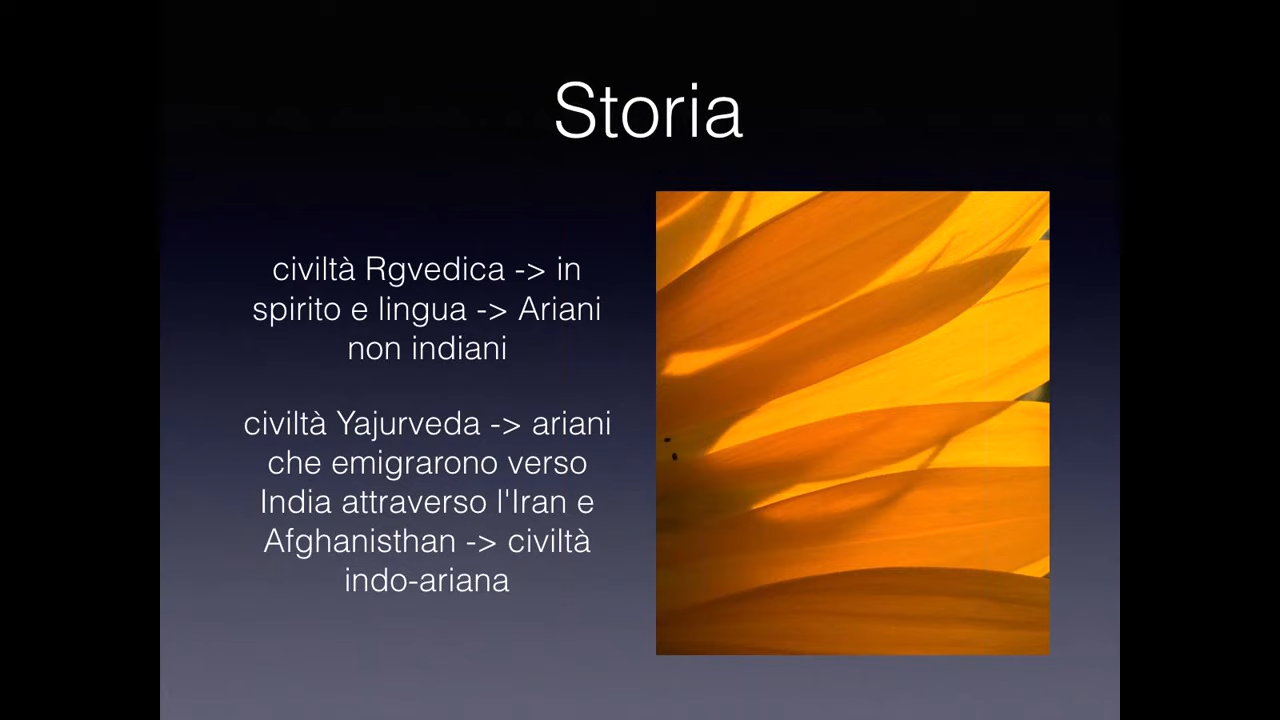 Storia
civiltà Rgvedica -> in
spirito e lingua -> Ariani
non indiani
civiltà Yajurveda -> ariani
che emigrarono verso
India attraverso l'Iran e
Afghanisthan -> civiltà
indo-ariana